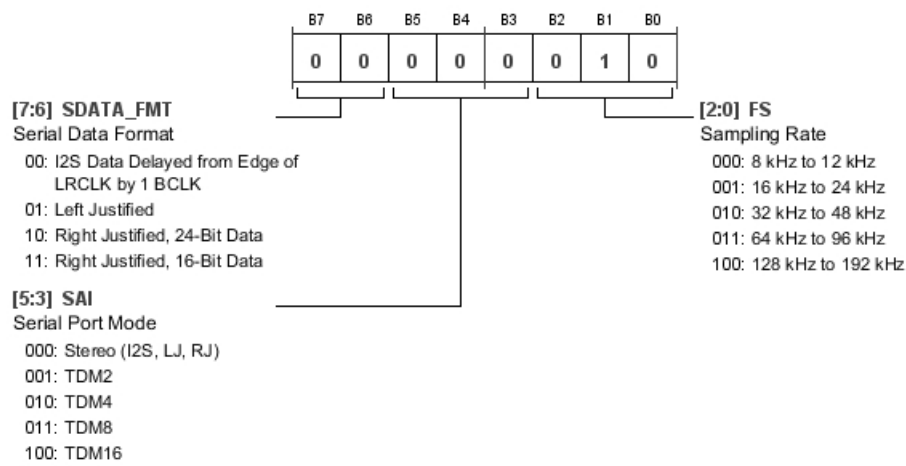 B7 B6 B5 B4 B3 B2 B1 B0
0 0 0 0 0 0 1 0
[7:6] SDATA_FMT
Serial Data Format
00: I2S Data Delayed from Edge of
LRCLK by 1 BCLK
01: Left Justified
10: Right Justified, 24-Bit Data
11: Right Justified, 16-Bit Data
[5:3] SAI
Serial Port Mode
000: Stereo (I2S, LJ, RJ)
001: TDM2
010: TDM4
011: TDM8
100: TDM16
[2:0] FS
Sampling Rate
000: 8 kHz to 12 kHz
001: 16 kHz to 24 kHz
010: 32 kHz to 48 kHz
011: 64 kHz to 96 kHz
100: 128 kHz to 192 kHz